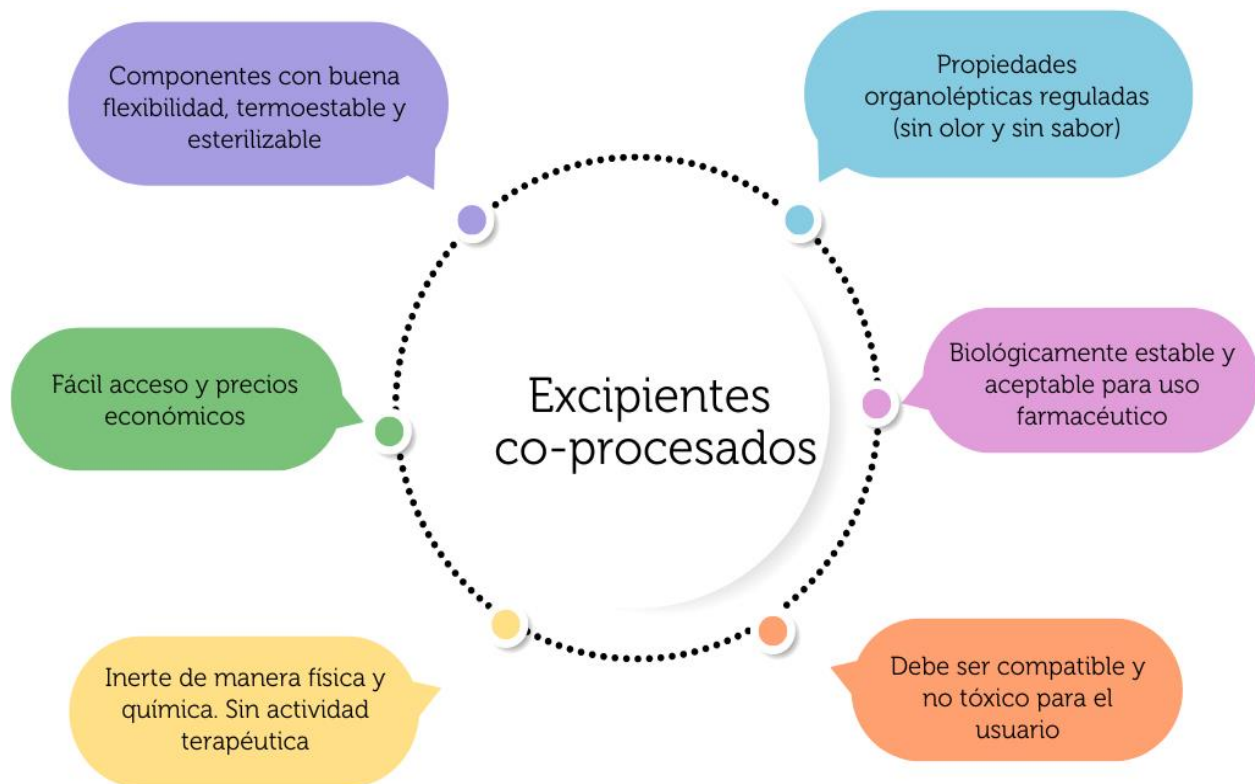 Componentes con buena
flexibilidad, termoestable y
esterilizable
Propiedades
organolépticas reguladas
(sin olor y sin sabor)
Fácil acceso y precios
económicos
Excipientes
co-procesados
Biológicamente estable y
aceptable para uso
farmacéutico
Inerte de manera física y
química. Sin actividad
terapéutica
Debe ser compatible y
no tóxico para el
usuario